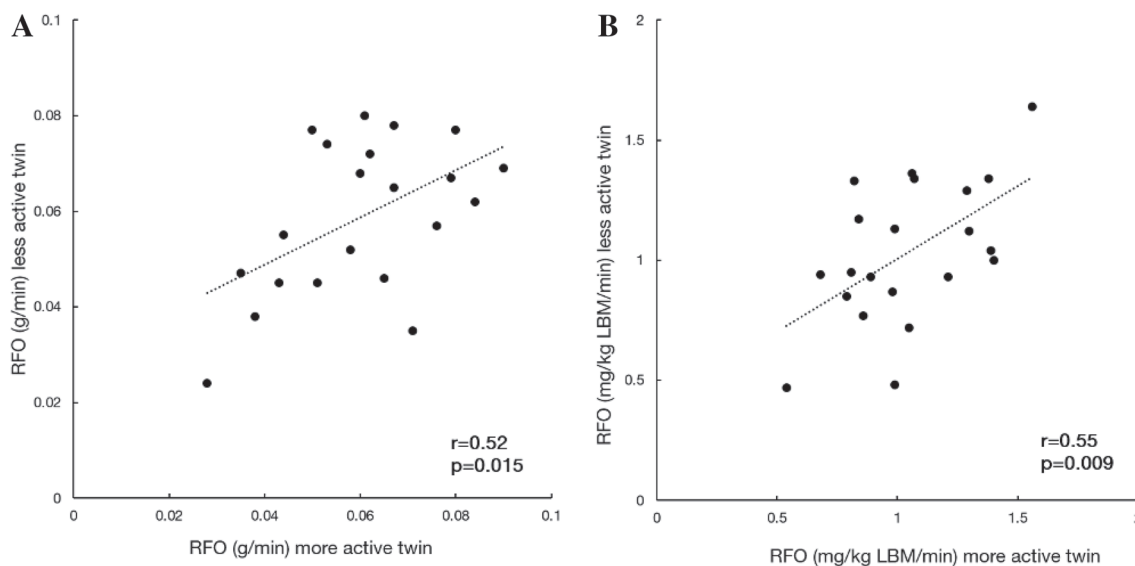 A
RFO (g/min) less active twin
0.1
0.08
0.06
0.04
0.02
0
0
0.02
0.04
0.06
0.08
0.1
r=0.52
p=0.015
RFO (g/min) more active twin
B
RFO (mg/kg LBM/min) less active twin
2
1.5
1
0.5
0
0
0.5
1
1.5
r=0.55
p=0.009
RFO (mg/kg LBM/min) more active twin